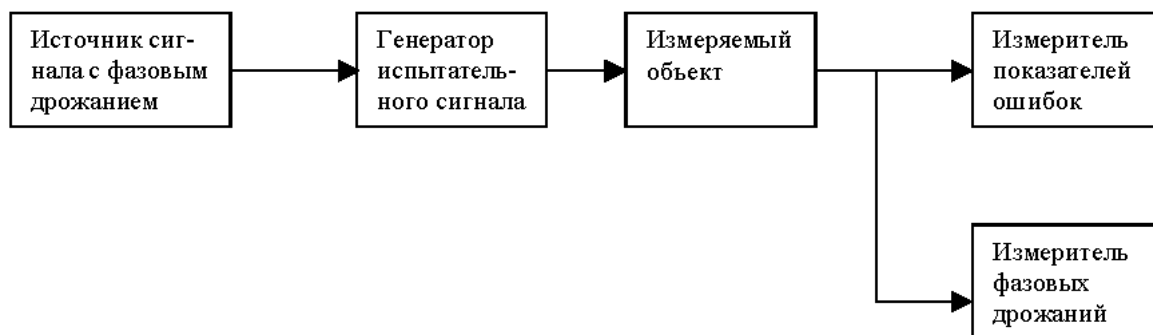 Источник сиг-
нала с фазовым
дрожанием
Генератор
испытатель-
ного сигнала
Измеряемый
объект
Измеритель
показателей
ошибок
Измеритель
фазовых
дрожаний